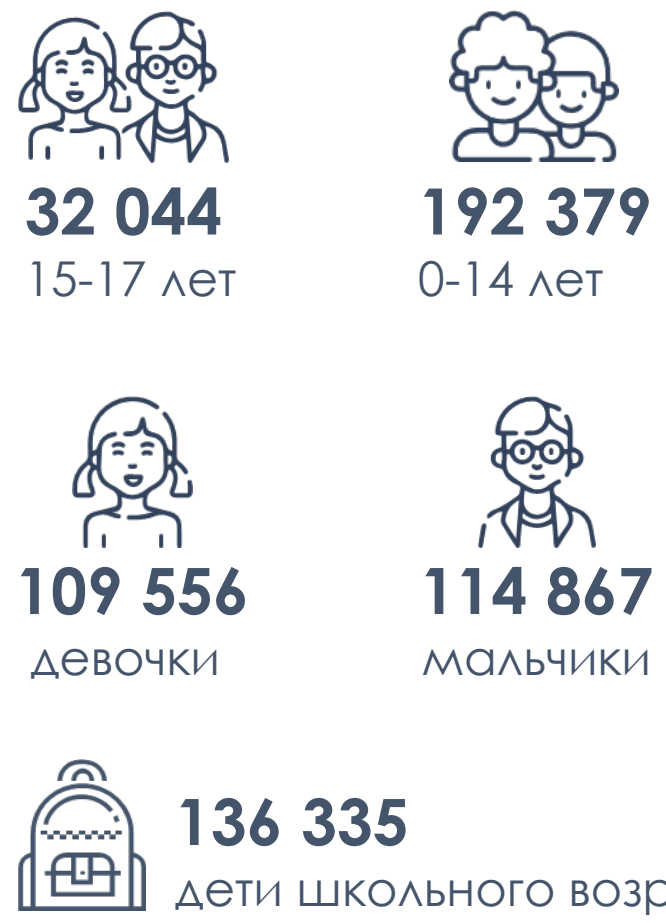 32 044 192 379
15-17 лет 0-14 лет
109 556 114 867
девочки мальчики
136 335
дети школьного